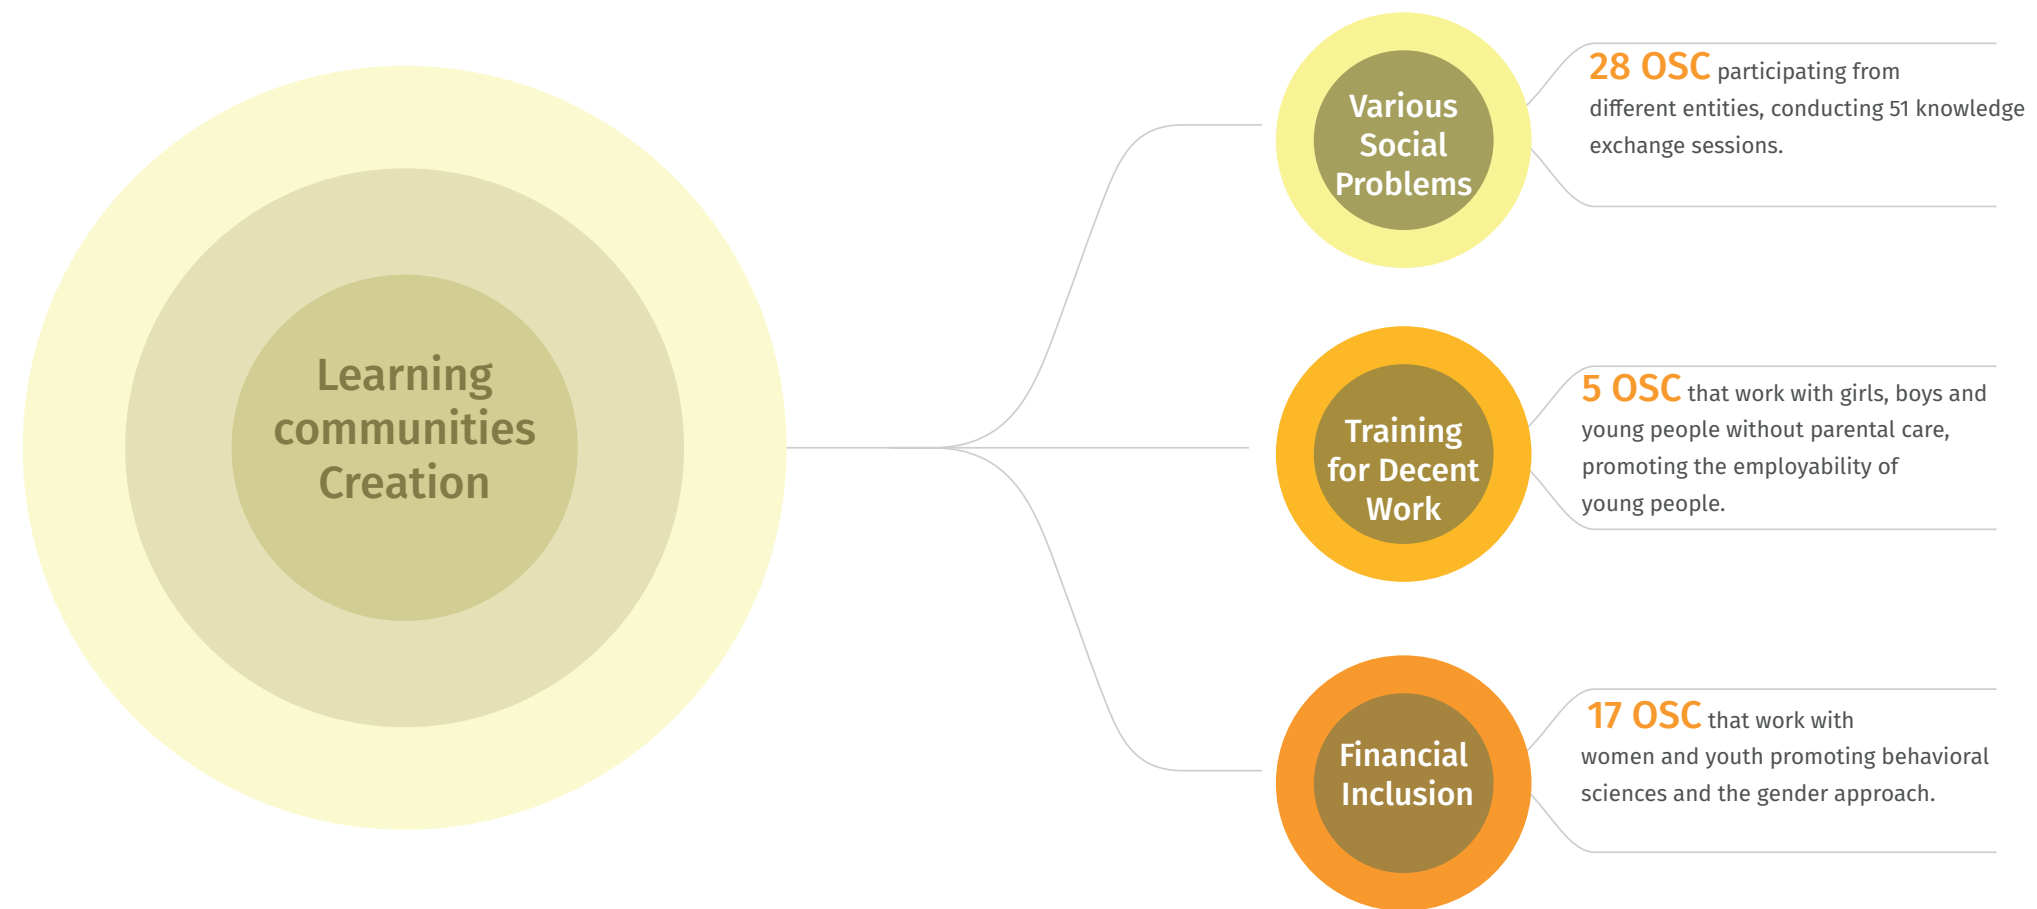 Learning
communities
Creation
Various
Social
Problems
28 OSC participating from
different entities, conducting 51 knowledge
exchange sessions.
Training
for Decent
Work
5 OSC that work with girls, boys and
young people without parental care,
promoting the employability of
young people.
Financial
Inclusion
17 OSC that work with
women and youth promoting behavioral
sciences and the gender approach.